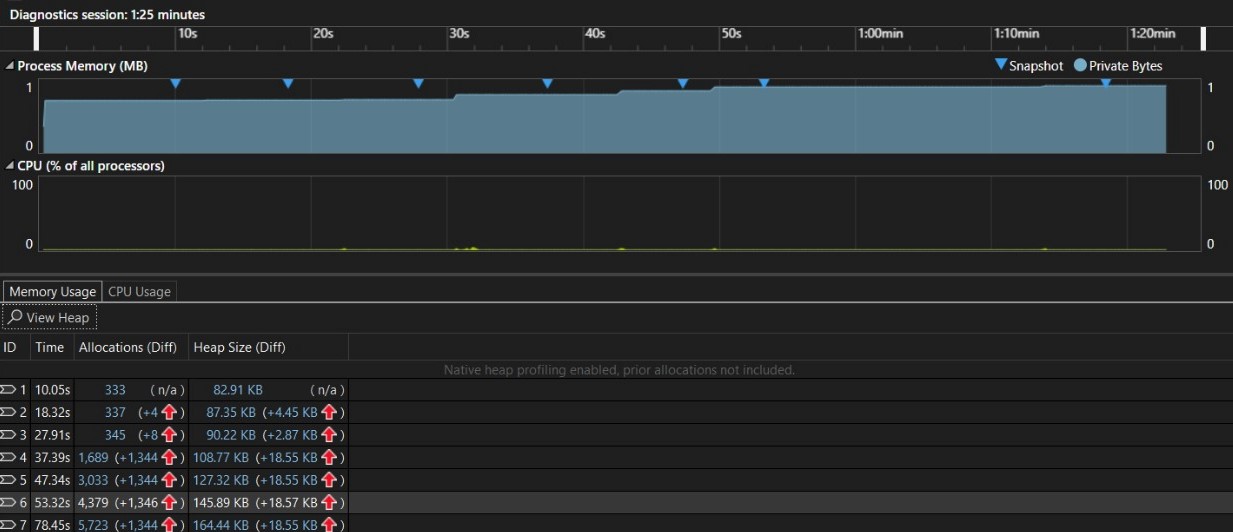 Diagnostics session: 1:25 minutes
10s 20s 30s 40s 50s 1:00min 1:10min 1:20min
Process Memory (MB) Snapshot Private Bytes
1 1
0 0
CPU (% of all processors)
100 100
0 0
Memory Usage CPU Usage
View Heap
ID Time Allocations (Diff) Heap Size (Diff)
Native heap profiling enabled, prior allocations not included.
1 10.05s 333 (n/a) 82.91 KB (n/a)
2 18.32s 337 (+4) 87.35 KB (+4.45 KB)
3 27.91s 345 (+8) 90.22 KB (+2.87 KB)
4 37.39s 1,689 (+1,344) 108.77 KB (+18.55 KB)
5 47.34s 3,033 (+1,344) 127.32 KB (+18.55 KB)
6 53.32s 4,379 (+1,346) 145.89 KB (+18.57 KB)
7 78.45s 5,723 (+1,344) 164.44 KB (+18.55 KB)